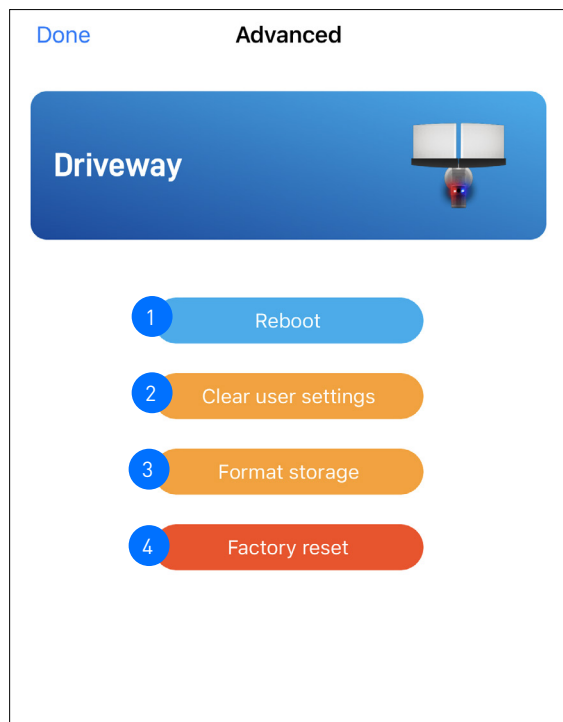 Done Advanced
Driveway
1 Reboot
2 Clear user settings
3 Format storage
4 Factory reset